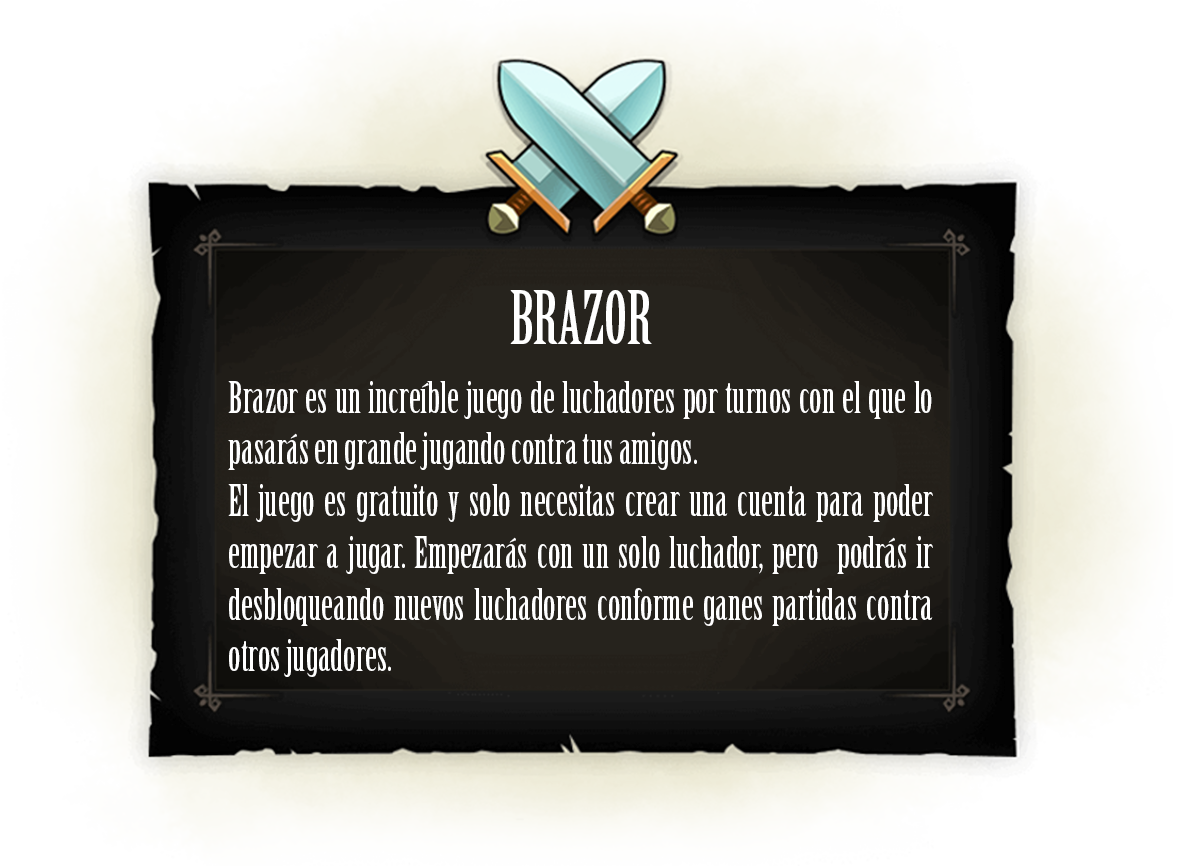 BRAZOR
Brazor es un increíble juego de luchadores por turnos con el que lo
pasarás en grande jugando contra tus amigos.
El juego es gratuito y solo necesitas crear una cuenta para poder
empezar a jugar. Empezarás con un solo luchador, pero  podrás ir
desbloqueando nuevos luchadores conforme ganes partidas contra
otros jugadores.